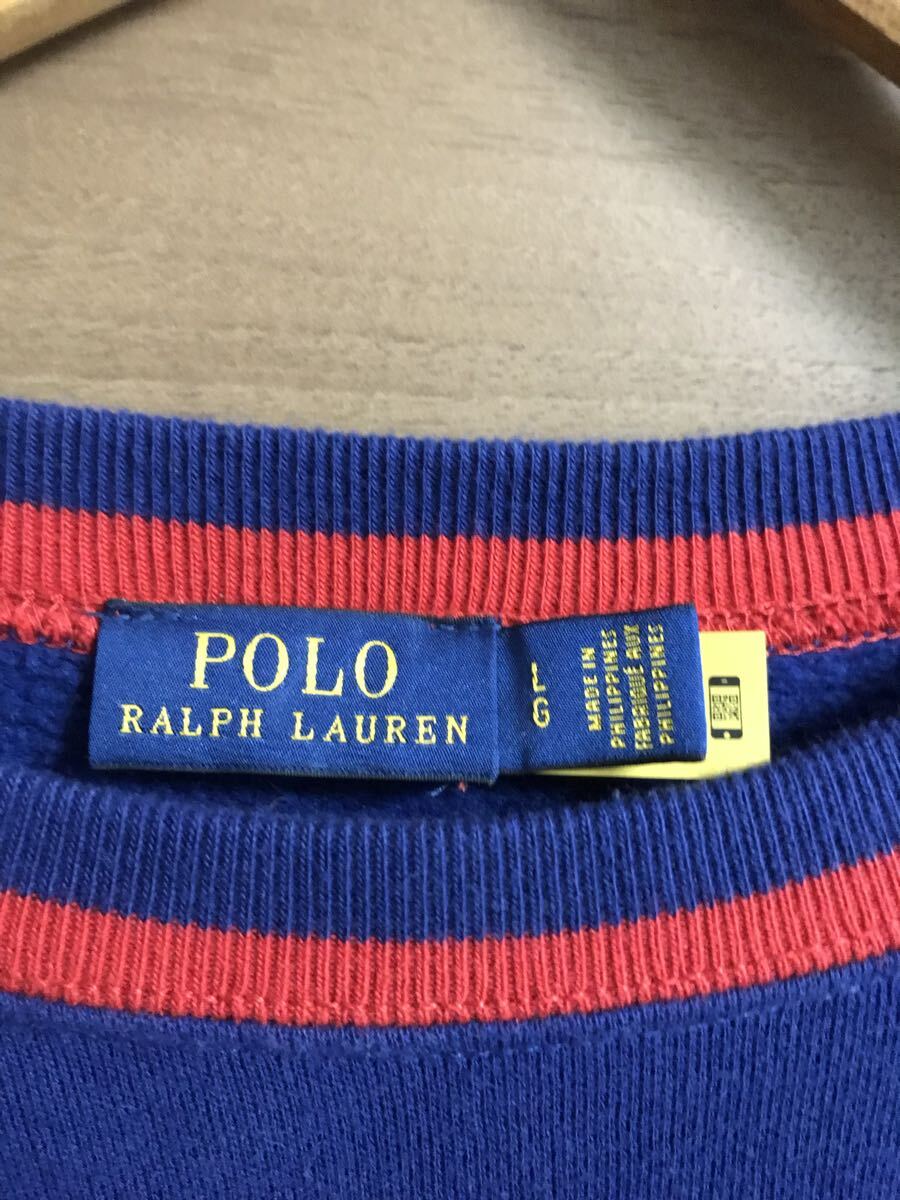 POLO
RALPH LAUREN
L
G
MADE IN
PHILIPPINES
FABRIQUÉ AUX
PHILIPPINES